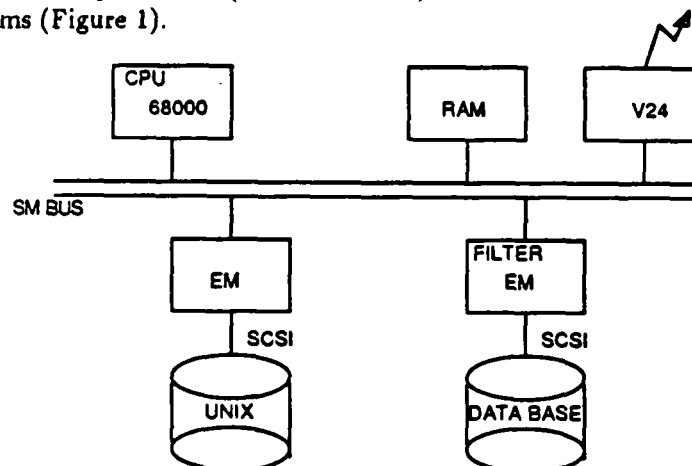 ms (Figure 1).
CPU
68000
RAM
V24
SM BUS
EM
FILTER
EM
SCSI
SCSI
UNIX
DATA BASE